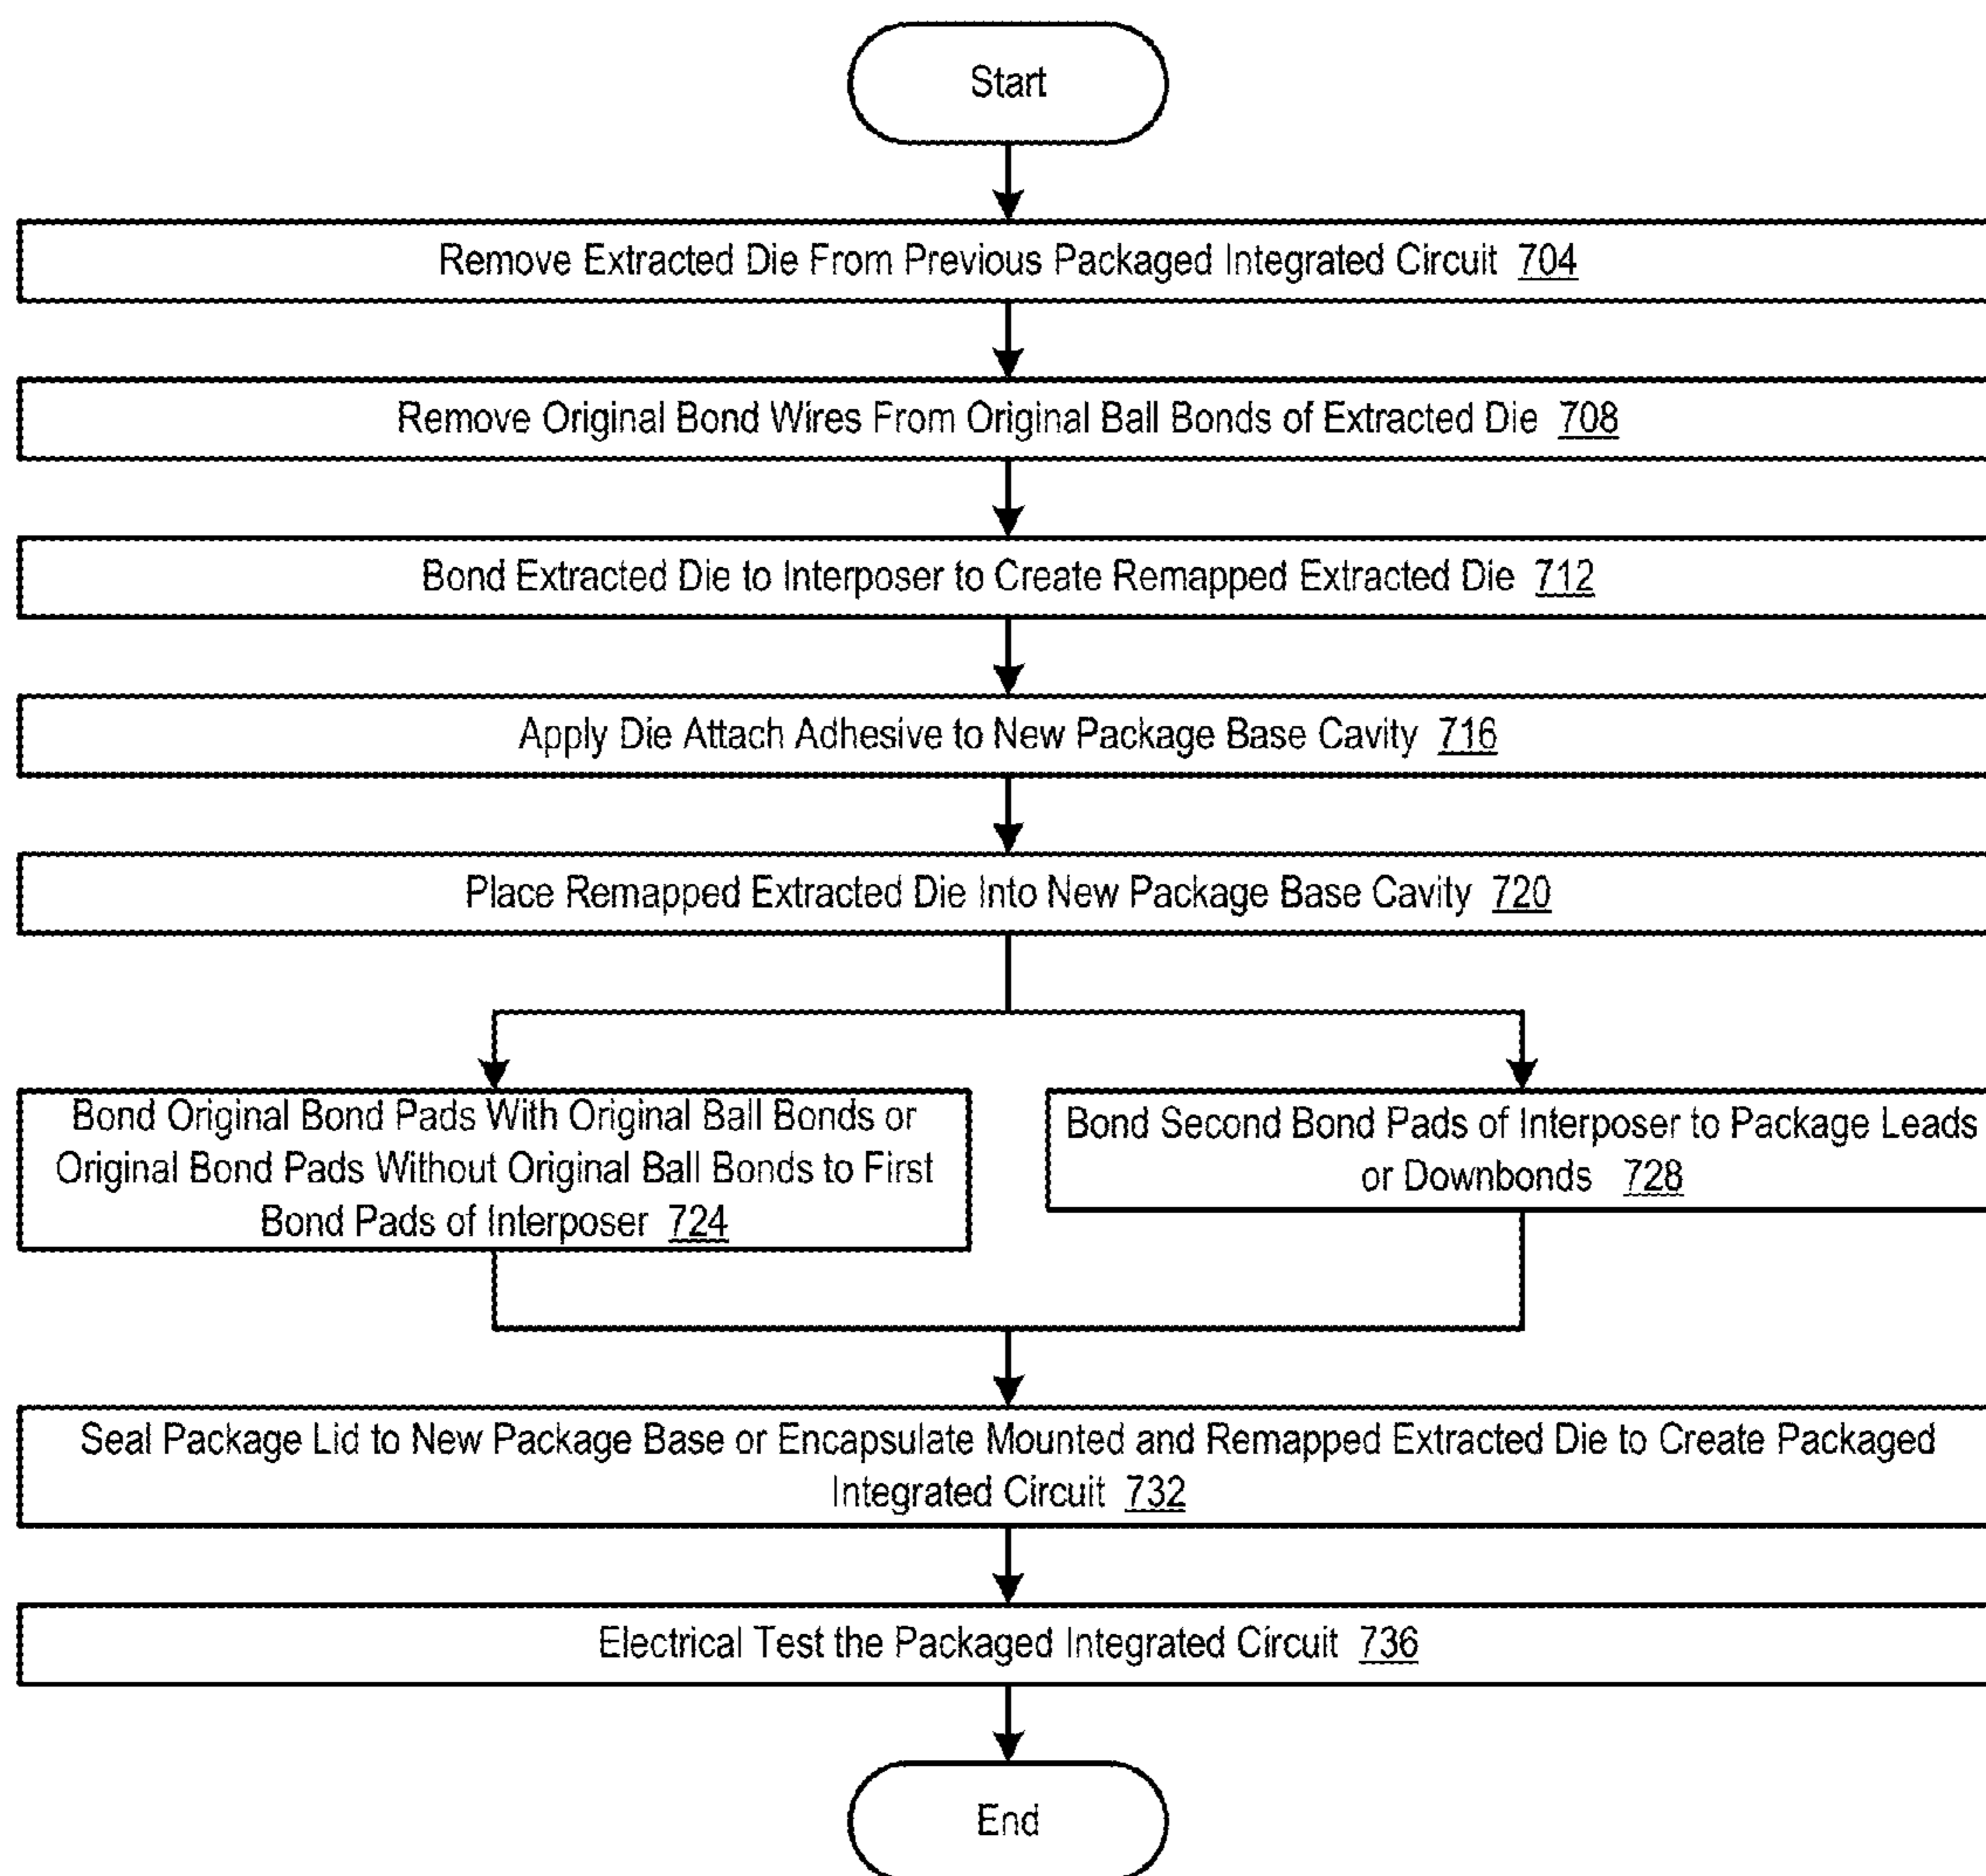 Start
Remove Extracted Die From Previous Packaged Integrated Circuit 704
Remove Original Bond Wires From Original Ball Bonds of Extracted Die 708
Bond Extracted Die to Interposer to Create Remapped Extracted Die 712
Apply Die Attach Adhesive to New Package Base Cavity 716
Place Remapped Extracted Die Into New Package Base Cavity 720
Bond Original Bond Pads With Original Ball Bonds or
Original Bond Pads Without Original Ball Bonds to First
Bond Pads of Interposer 724
Bond Second Bond Pads of Interposer to Package Leads
or Downbonds 728
Seal Package Lid to New Package Base or Encapsulate Mounted and Remapped Extracted Die to Create Packaged
Integrated Circuit 732
Electrical Test the Packaged Integrated Circuit 736
End